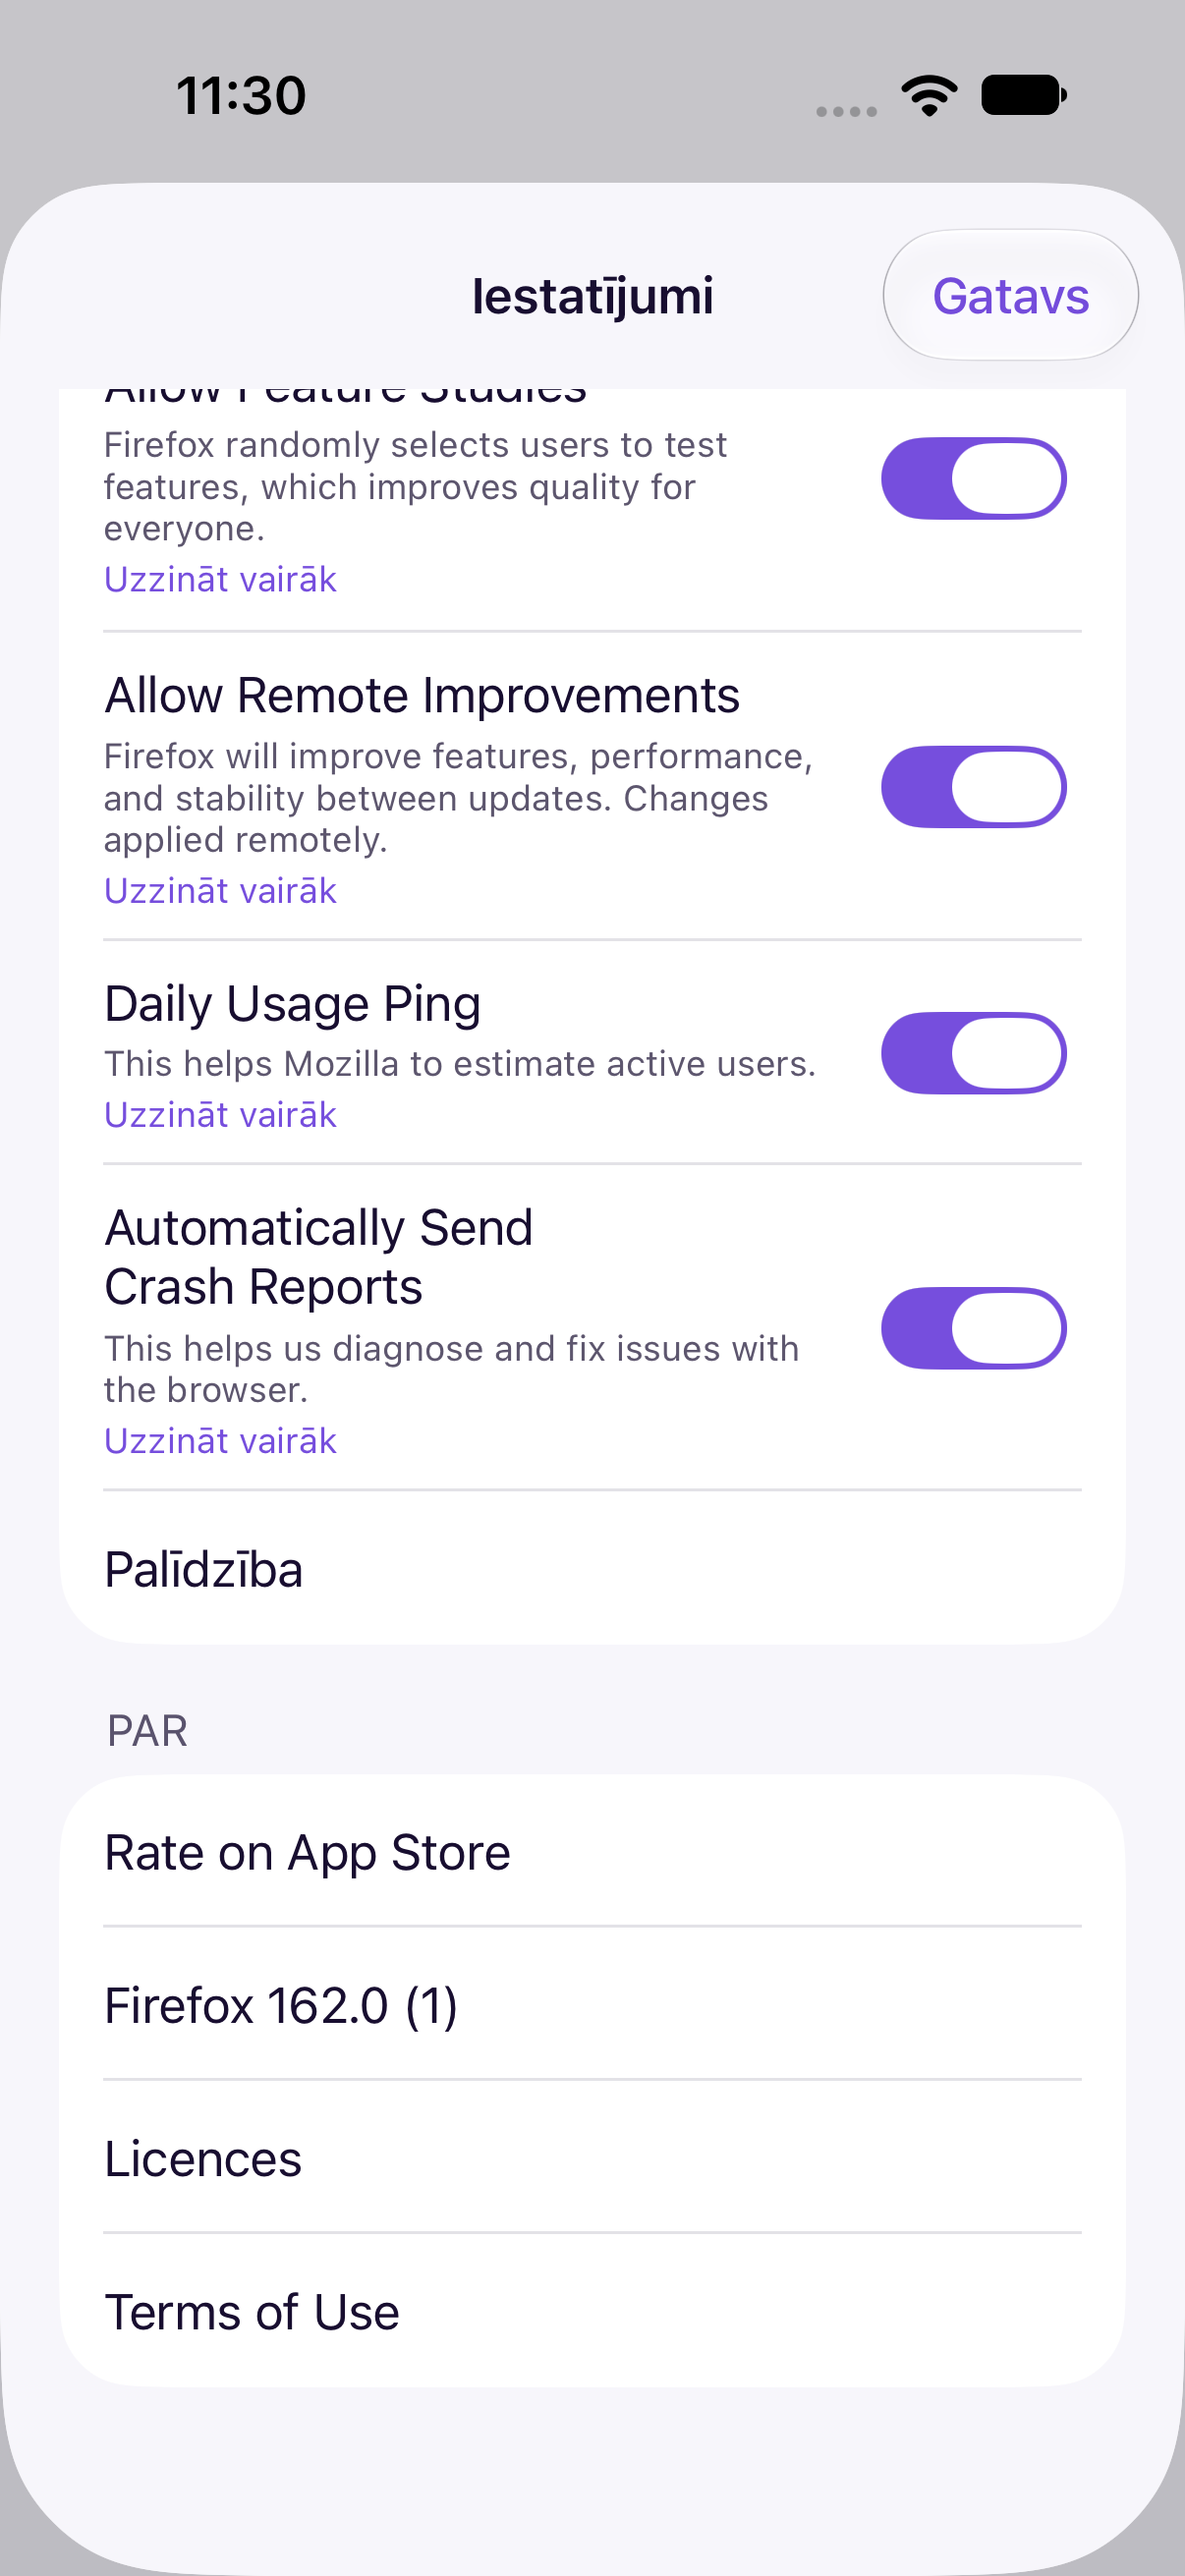 11:30
Iestatījumi
Gatavs
Allow Feature Studies
Firefox randomly selects users to test
features, which improves quality for
everyone.
Uzzināt vairāk
Allow Remote Improvements
Firefox will improve features, performance,
and stability between updates. Changes
applied remotely.
Uzzināt vairāk
Daily Usage Ping
This helps Mozilla to estimate active users.
Uzzināt vairāk
Automatically Send
Crash Reports
This helps us diagnose and fix issues with
the browser.
Uzzināt vairāk
Palīdzība
PAR
Rate on App Store
Firefox 162.0 (1)
Licences
Terms of Use